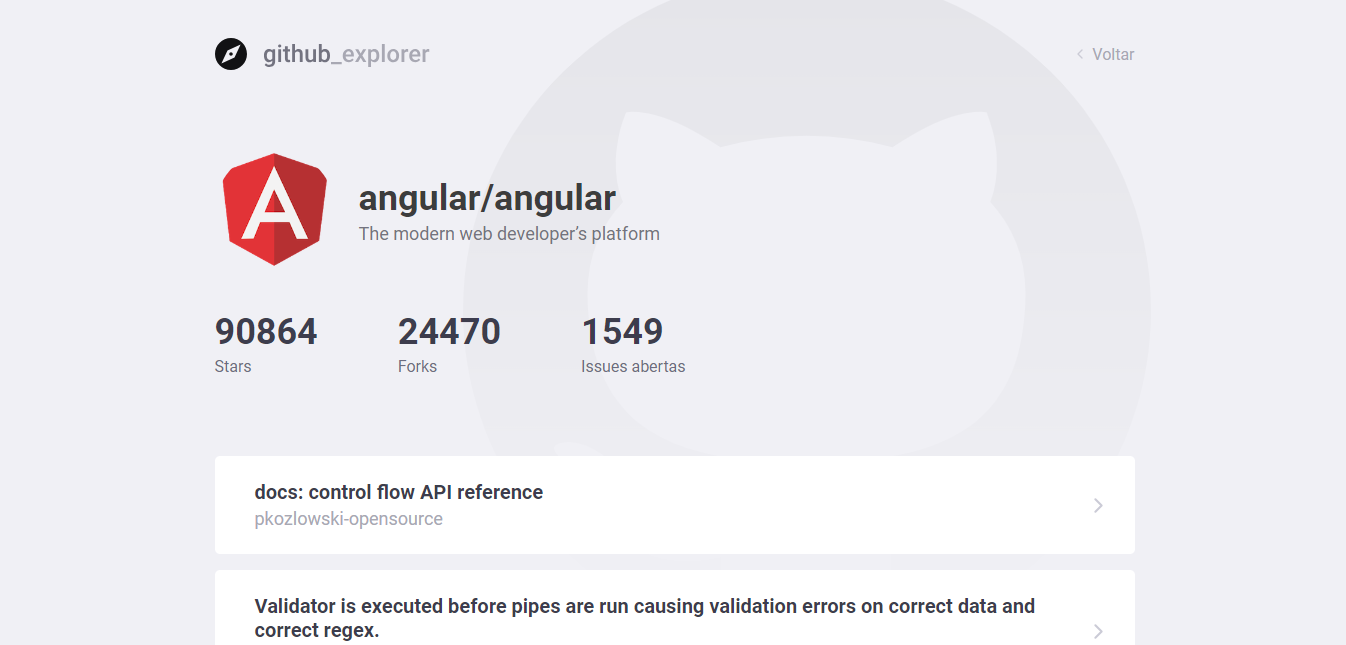 github_explorer
Voltar
angular/angular
The modern web developer’s platform
90864
24470
1549
Stars
Forks
Issues abertas
docs: control flow API reference
pkozlowski-opensource
Validator is executed before pipes are run causing validation errors on correct data and
correct regex.